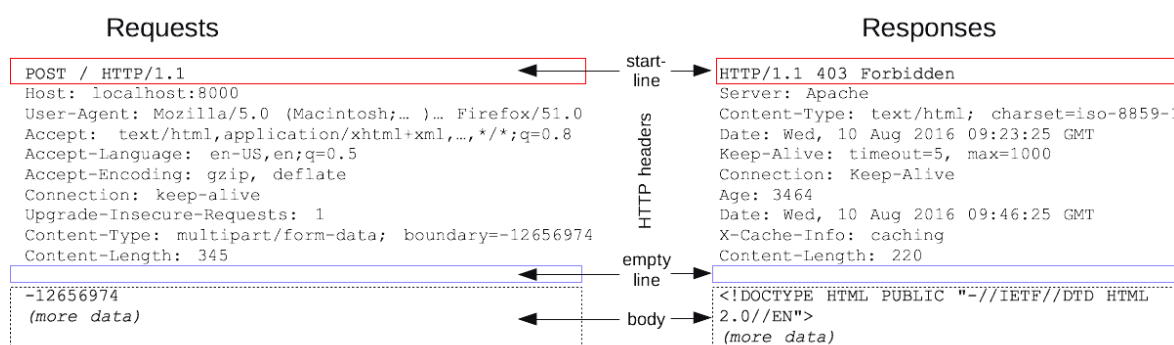 Requests
POST / HTTP/1.1
Host: localhost:8000
User-Agent: Mozilla/5.0 (Macintosh;… )… Firefox/51.0
Accept: text/html,application/xhtml+xml,…,*/*;q=0.8
Accept-Language: en-US,en;q=0.5
Accept-Encoding: gzip, deflate
Connection: keep-alive
Upgrade-Insecure-Requests: 1
Content-Type: multipart/form-data; boundary=-12656974
Content-Length: 345
-12656974
(more data)
start-
line
HTTP headers
empty
line
body
Responses
HTTP/1.1 403 Forbidden
Server: Apache
Content-Type: text/html; charset=iso-8859-1
Date: Wed, 10 Aug 2016 09:23:25 GMT
Keep-Alive: timeout=5, max=1000
Connection: Keep-Alive
Age: 3464
Date: Wed, 10 Aug 2016 09:46:25 GMT
X-Cache-Info: caching
Content-Length: 220
<!DOCTYPE HTML PUBLIC "-//IETF//DTD HTML
2.0//EN">
(more data)